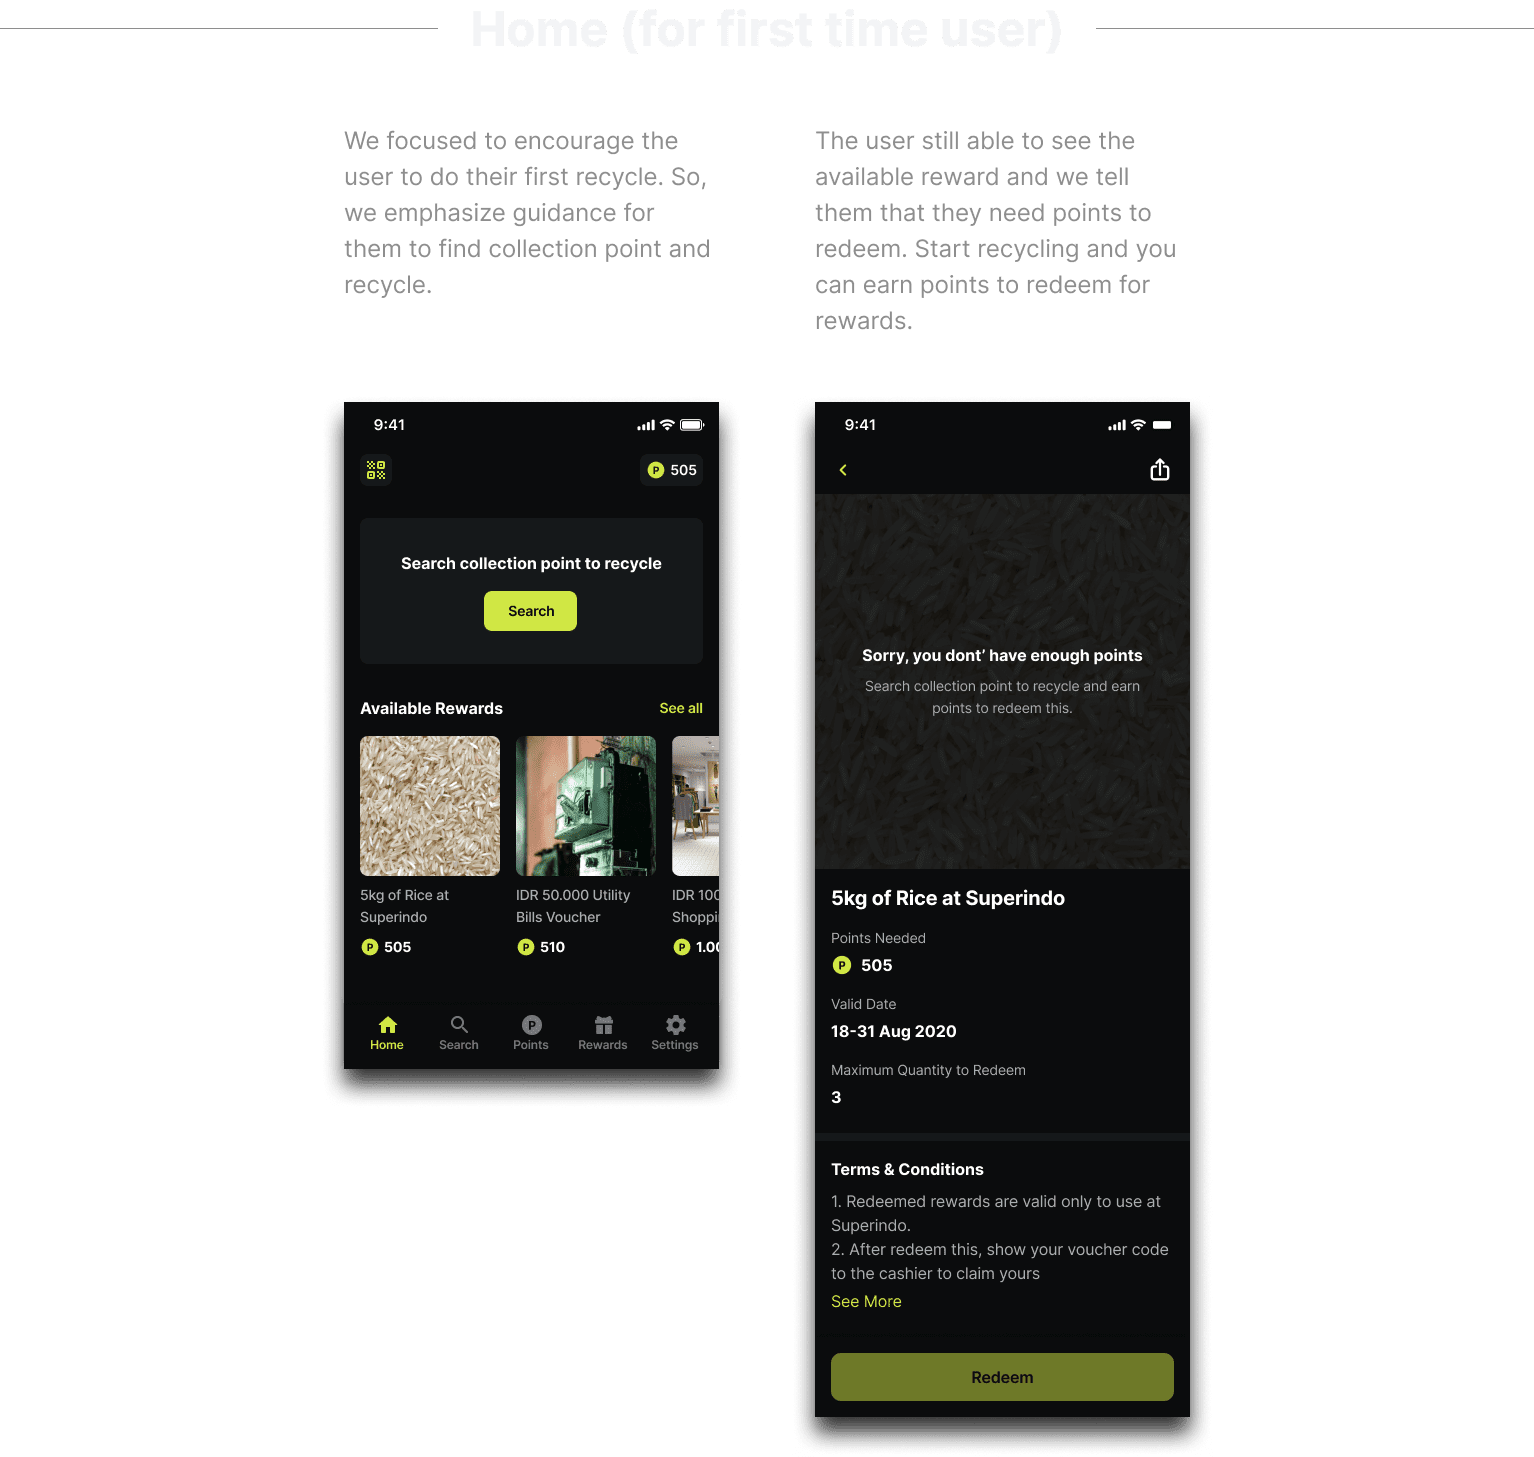 Home (for first time user)
We focused to encourage the
user to do their first recycle. So,
we emphasize guidance for
them to find collection point and
recycle.
The user still able to see the
available reward and we tell
them that they need points to
redeem. Start recycling and you
can earn points to redeem for
rewards.
9:41
P 505
Search collection point to recycle
Search
Available Rewards
See all
5kg of Rice at
Superindo
P 505
IDR 50.000 Utility
Bills Voucher
P 510
IDR 100
Shoppi
P 1.00
Home
Search
P
Points
Rewards
Settings
9:41
Sorry, you dont’ have enough points
Search collection point to recycle and earn
points to redeem this.
5kg of Rice at Superindo
Points Needed
P 505
Valid Date
18-31 Aug 2020
Maximum Quantity to Redeem
3
Terms & Conditions
1. Redeemed rewards are valid only to use at
Superindo.
2. After redeem this, show your voucher code
to the cashier to claim yours
See More
Redeem